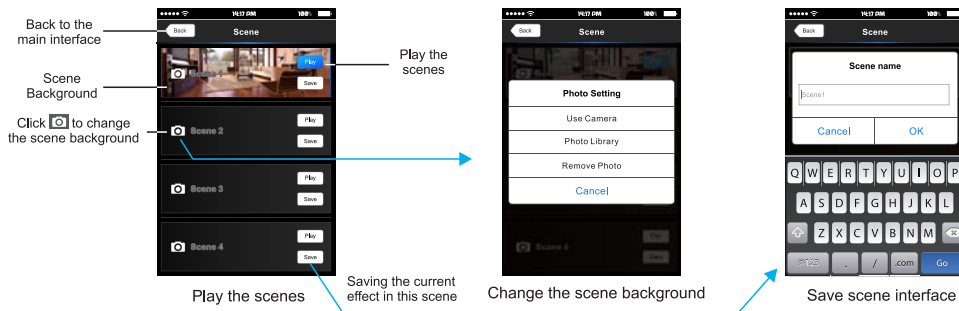 Back to the
main interface
Scene
Background
Click to change
the scene background
14:17 PM
100%
Back
Scene
Scene 1
Play
Save
Scene 2
Play
Save
Scene 3
Play
Save
Scene 4
Play
Save
Play the
scenes
Play the scenes
Saving the current
effect in this scene
14:17 PM
100%
Back
Scene
Photo Setting
Use Camera
Photo Library
Remove Photo
Cancel
Scene 4
Change the scene background
14:17 PM
100%
Back
Scene
Scene name
Scene1
Cancel
OK
Q W E R T Y U I O P
A S D F G H J K L
Z X C V B N M
.?123 . / .com Go
Save scene interface